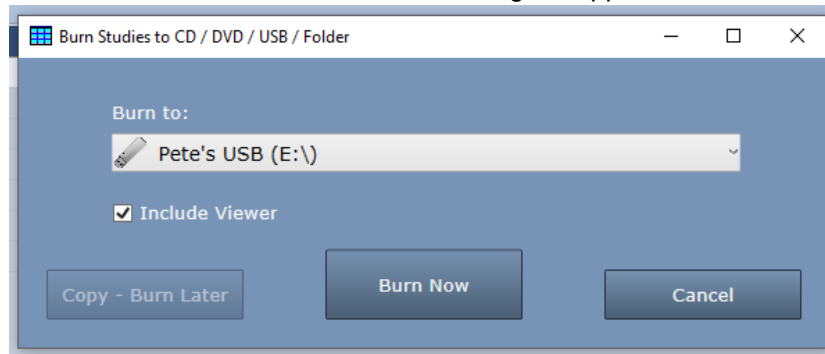 Burn Studies to CD / DVD / USB / Folder
Burn to:
Pete's USB (E:\)
Include Viewer
Copy - Burn Later
Burn Now
Cancel